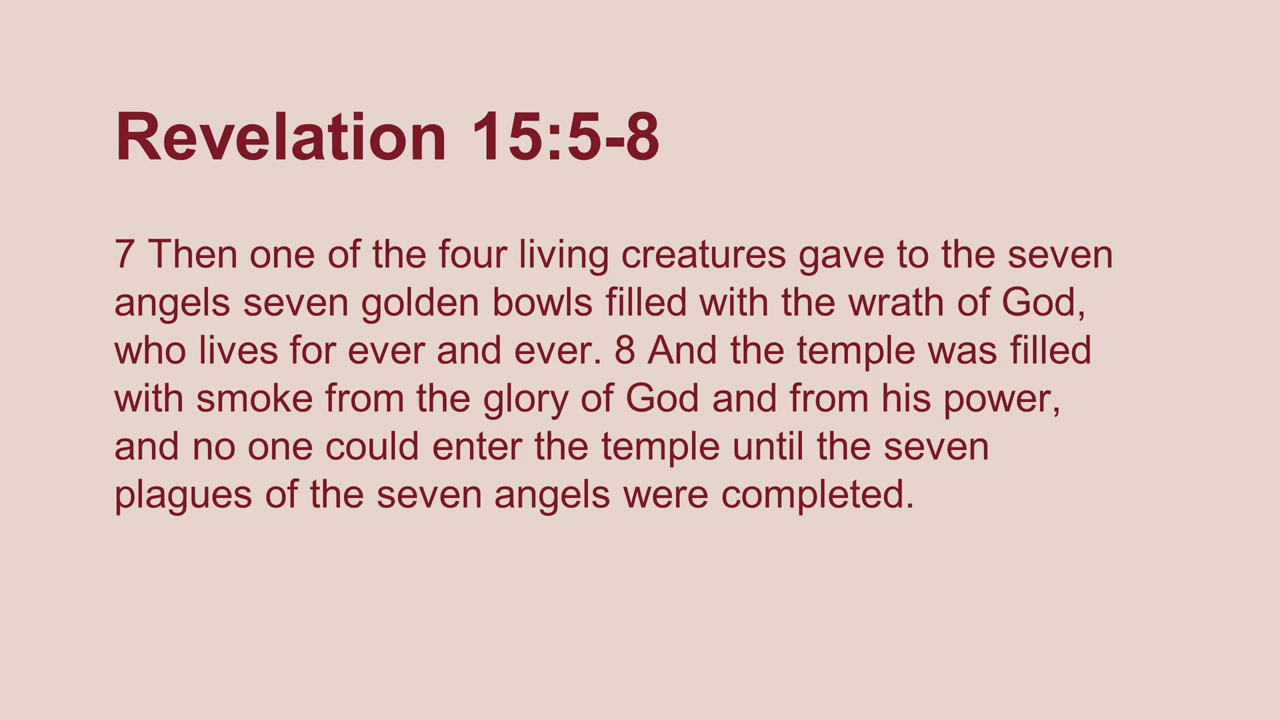 Revelation 15:5-8
7 Then one of the four living creatures gave to the seven
angels seven golden bowls filled with the wrath of God,
who lives for ever and ever. 8 And the temple was filled
with smoke from the glory of God and from his power,
and no one could enter the temple until the seven
plagues of the seven angels were completed.